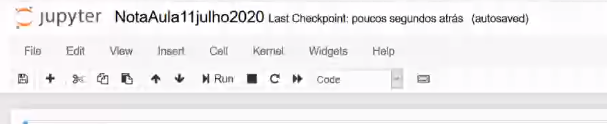 jupyter NotaAula11julho2020 Last Checkpoint: poucos segundos atrás (autosaved)
File Edit View Insert Cell Kernel Widgets Help
Run Code